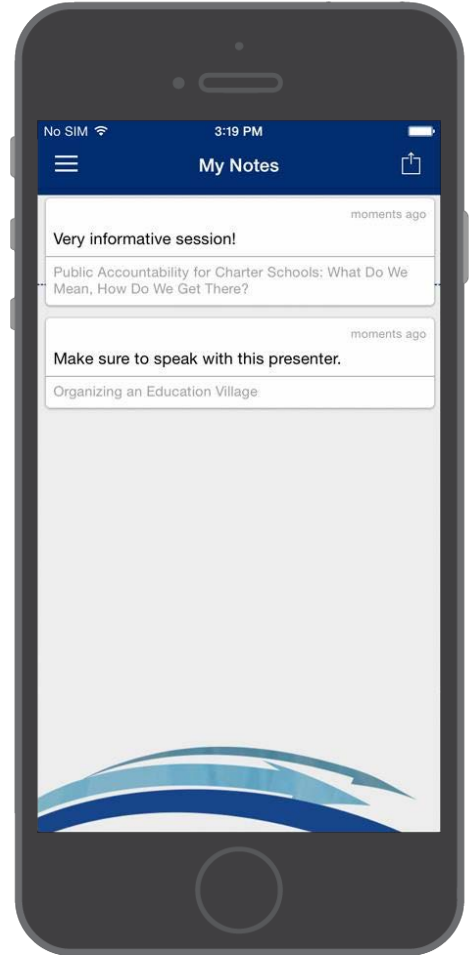 No SIM 3:19 PM
My Notes
moments ago
Very informative session!
Public Accountability for Charter Schools: What Do We
Mean, How Do We Get There?
moments ago
Make sure to speak with this presenter.
Organizing an Education Village